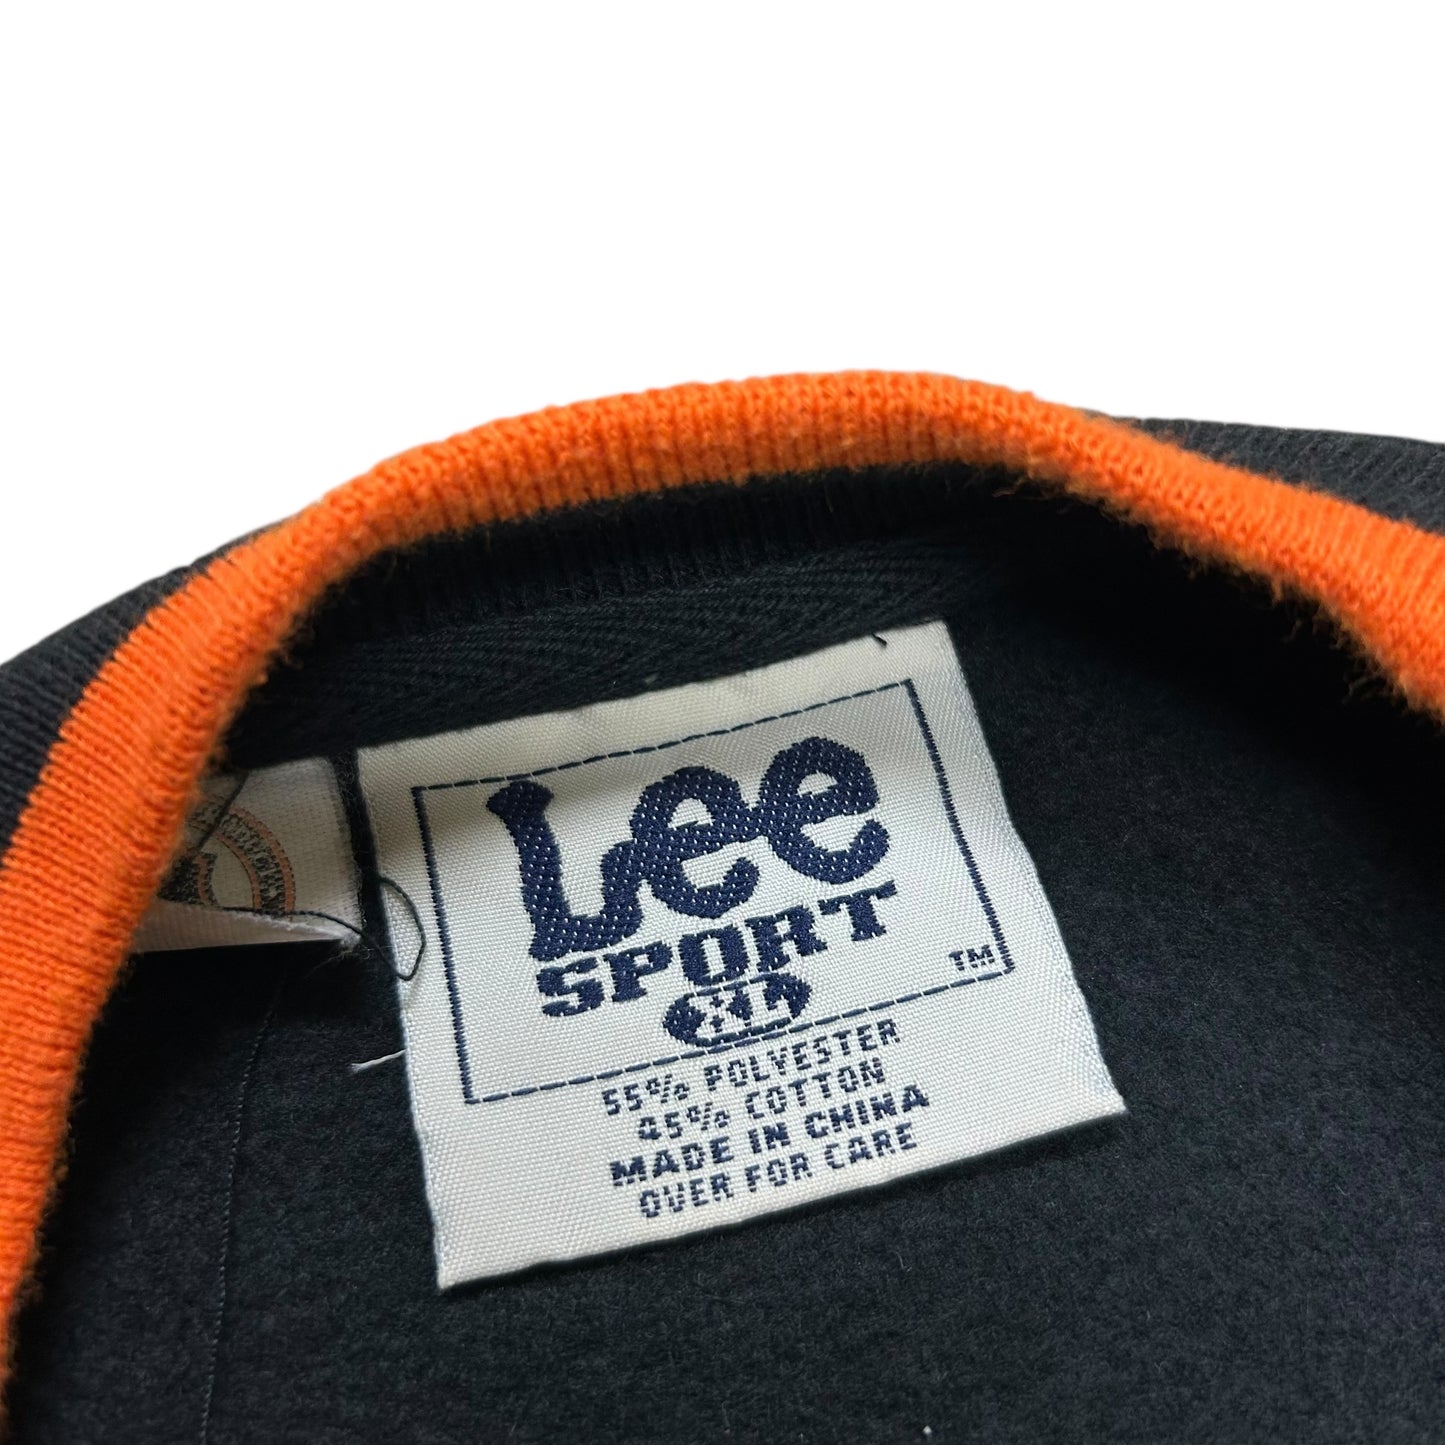 Lee
SPORT
TM
XL
55% POLYESTER
45% COTTON
MADE IN CHINA
OVER FOR CARE